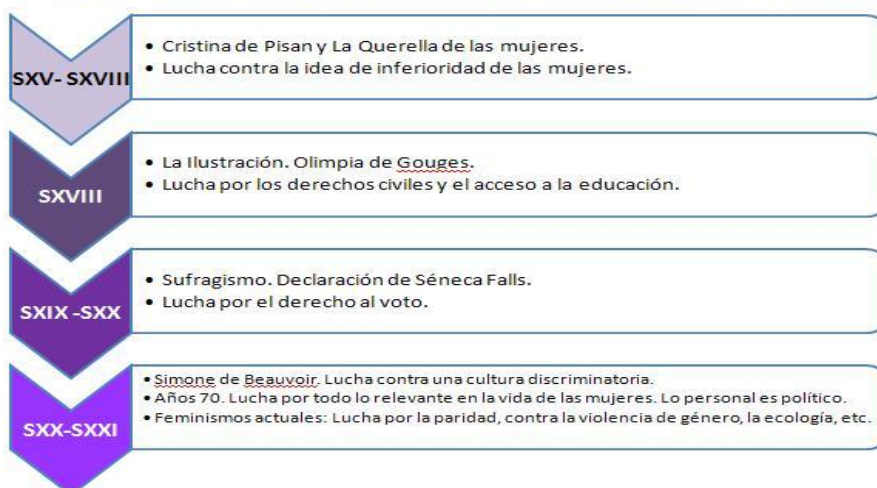 SXV- SXVIII
• Cristina de Pisan y La Querella de las mujeres.
• Lucha contra la idea de inferioridad de las mujeres.
SXVIII
• La Ilustración. Olimpia de Gouges.
• Lucha por los derechos civiles y el acceso a la educación.
SXIX -SXX
• Sufragismo. Declaración de Séneca Falls.
• Lucha por el derecho al voto.
SXX-SXXI
• Simone de Beauvoir. Lucha contra una cultura discriminatoria.
• Años 70. Lucha por todo lo relevante en la vida de las mujeres. Lo personal es político.
• Feminismos actuales: Lucha por la paridad, contra la violencia de género, la ecología, etc.